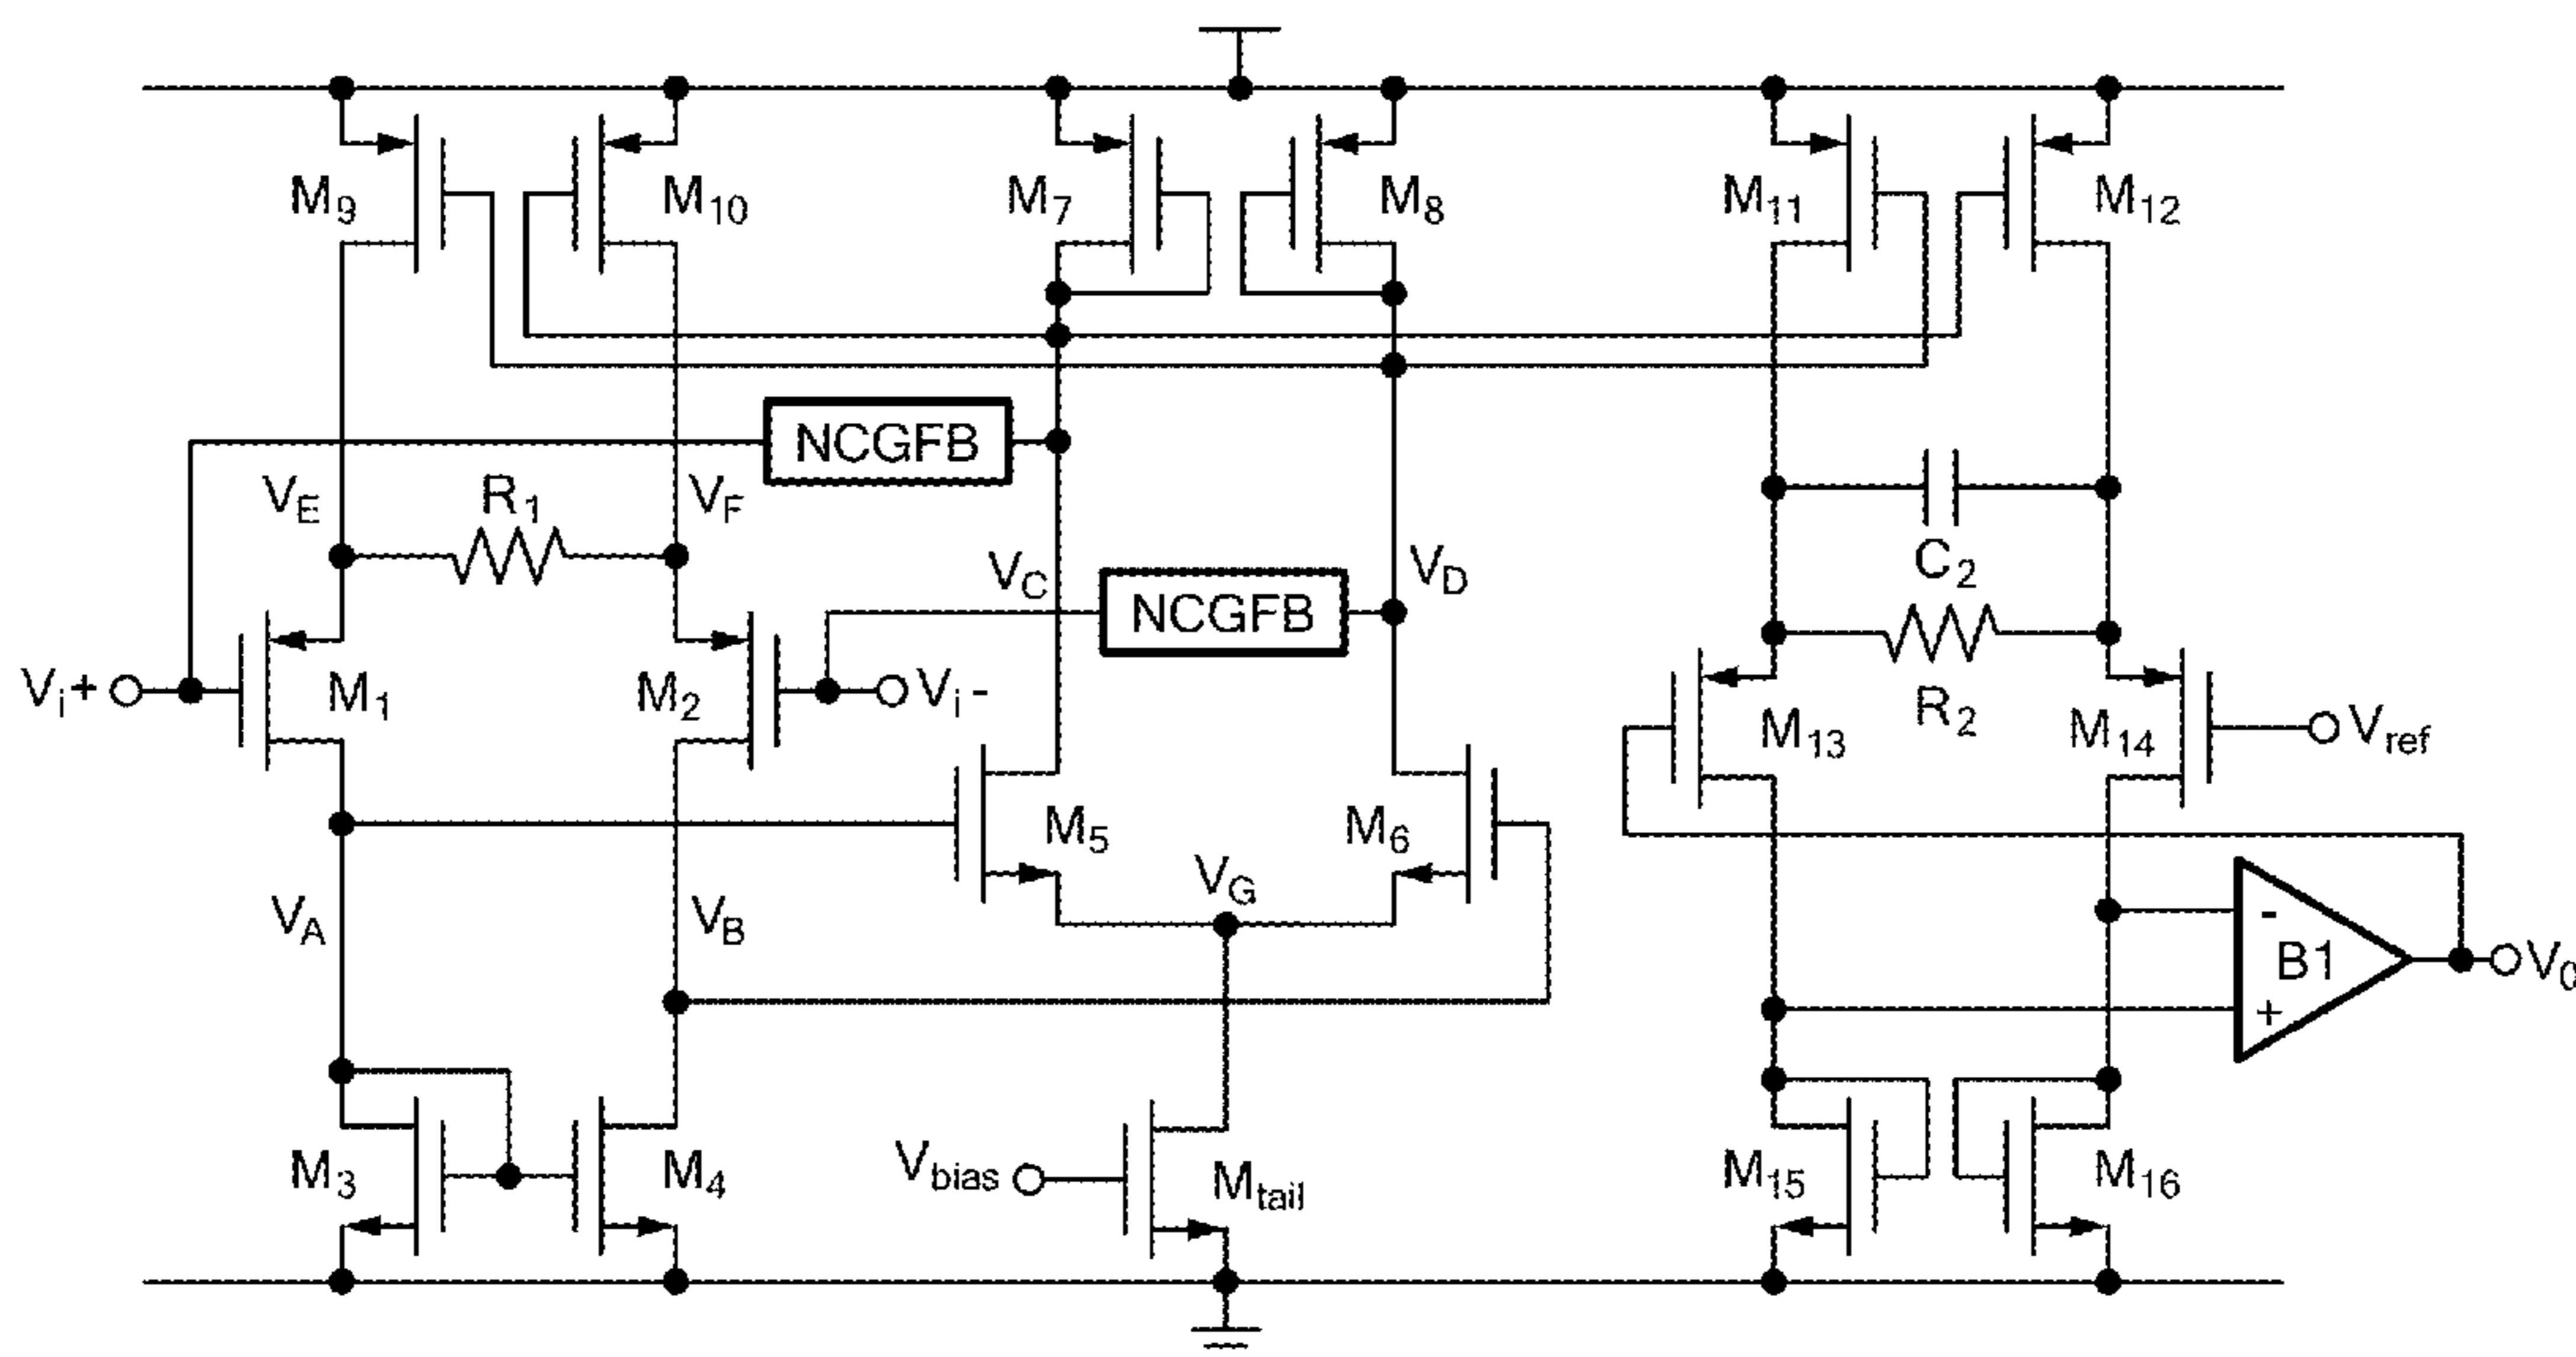 M9
M10
M7
M8
M11
M12
NCGFB
VE
R1
VF
VC
NCGFB
VD
C2
R2
Vi+
M1
M2
Vi-
M13
M14
Vref
M5
M6
VA
VB
VG
-
B1
+
V0
M3
M4
Vbias
Mtail
M15
M16